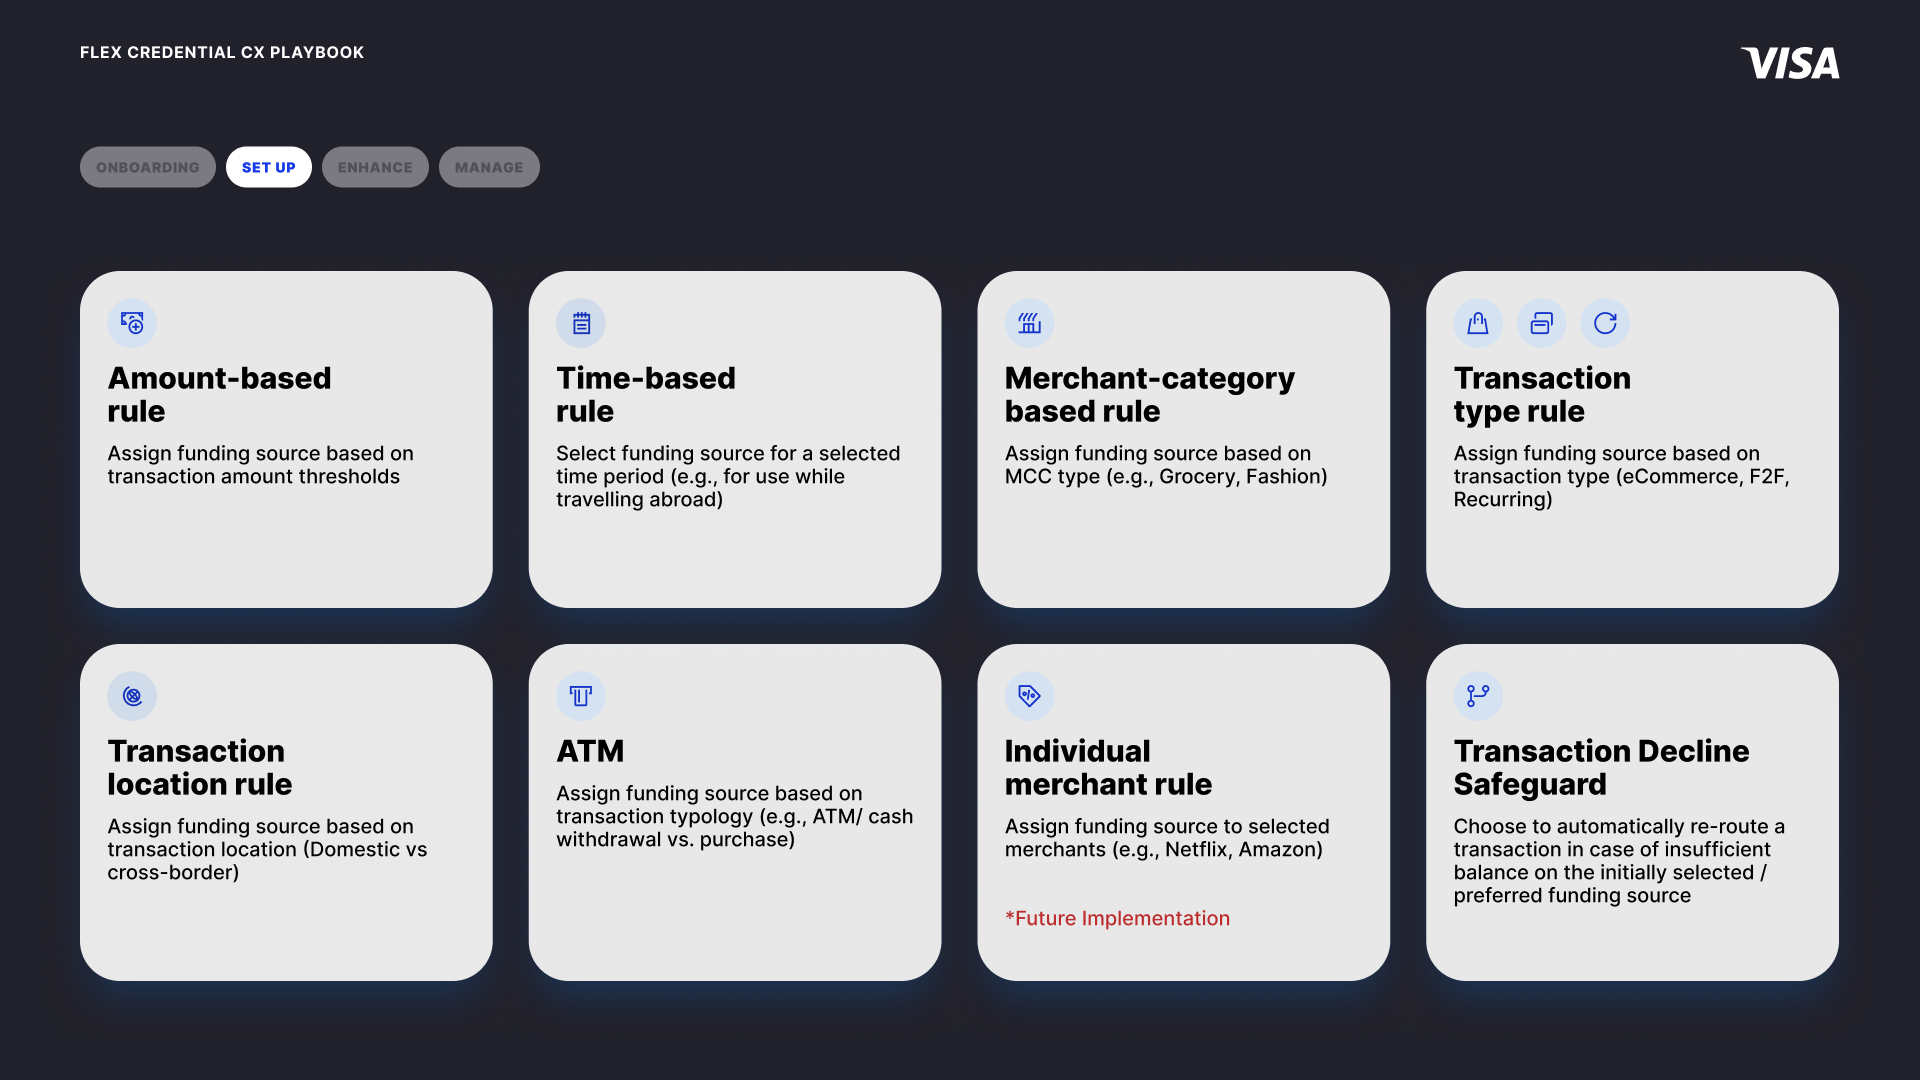 FLEX CREDENTIAL CX PLAYBOOK
VISA
ONBOARDING
SET UP
ENHANCE
MANAGE
Amount-based
rule
Assign funding source based on
transaction amount thresholds
Time-based
rule
Select funding source for a selected
time period (e.g., for use while
travelling abroad)
Merchant-category
based rule
Assign funding source based on
MCC type (e.g., Grocery, Fashion)
Transaction
type rule
Assign funding source based on
transaction type (eCommerce, F2F,
Recurring)
Transaction
location rule
Assign funding source based on
transaction location (Domestic vs
cross-border)
ATM
Assign funding source based on
transaction typology (e.g., ATM/ cash
withdrawal vs. purchase)
Individual
merchant rule
Assign funding source to selected
merchants (e.g., Netflix, Amazon)
*Future Implementation
Transaction Decline
Safeguard
Choose to automatically re-route a
transaction in case of insufficient
balance on the initially selected /
preferred funding source